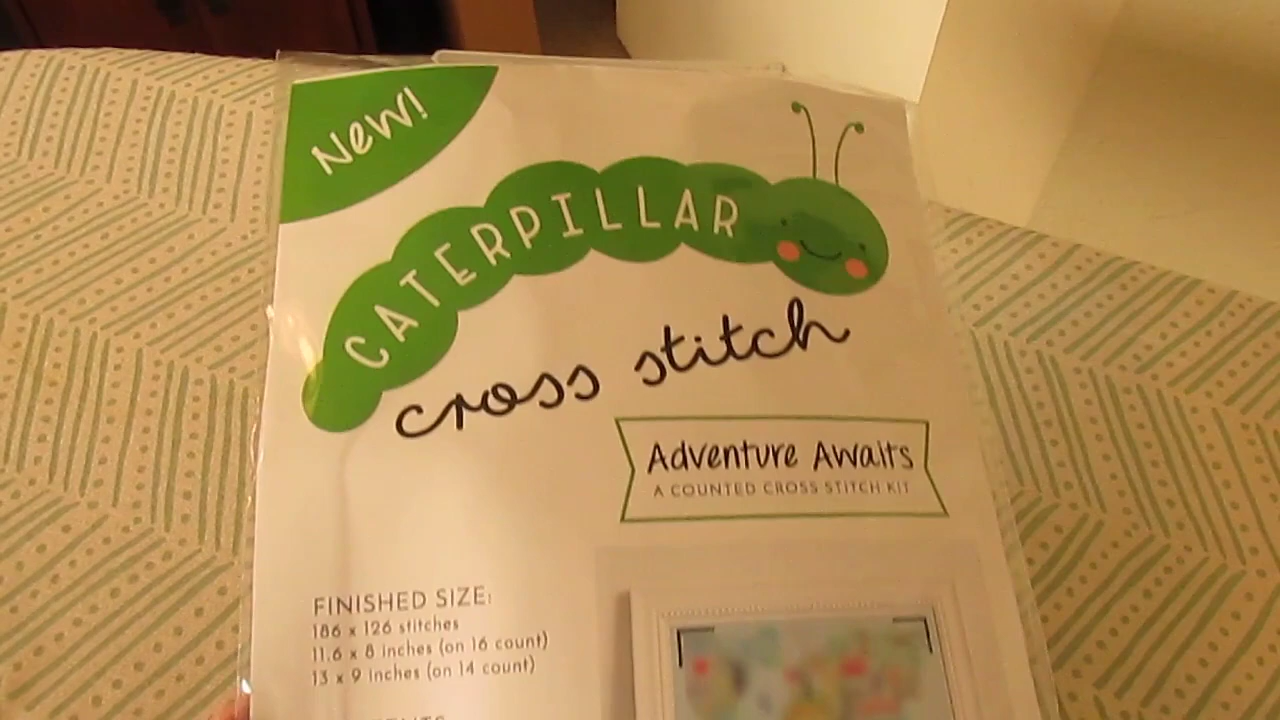 New!
CATERPILLAR
cross stitch
Adventure Awaits
A COUNTED CROSS STITCH KIT
FINISHED SIZE:
186 x 126 stitches
11.6 x 8 inches (on 16 count)
13 x 9 inches (on 14 count)